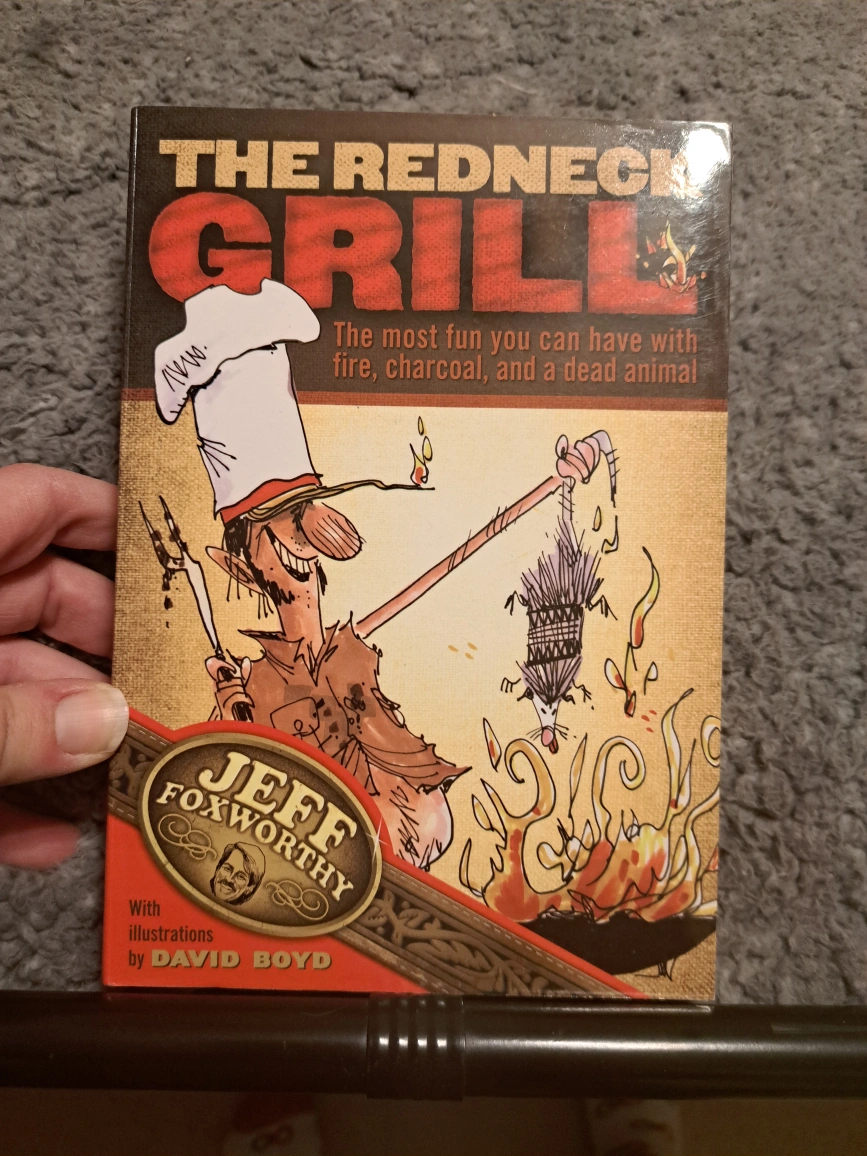 THE REDNECK
GRILL
The most fun you can have with
fire, charcoal, and a dead animal
JEFF
FOXWORTHY
With
illustrations
by DAVID BOYD